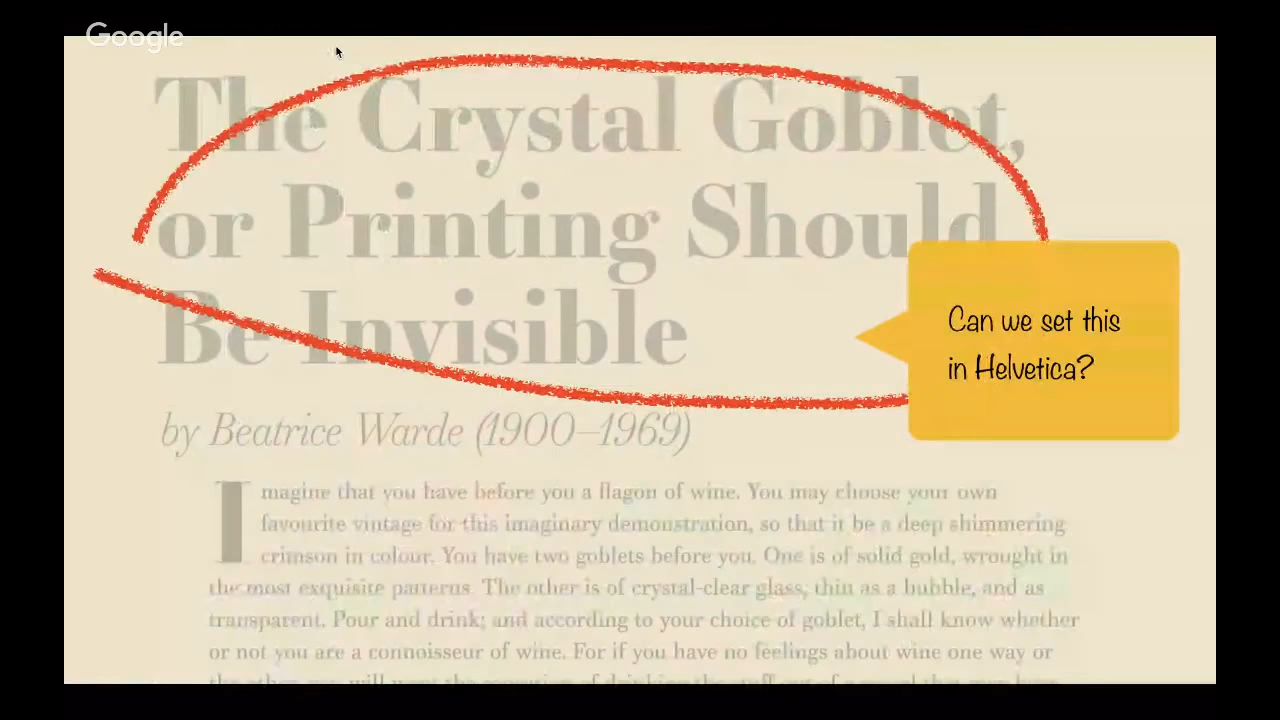 Google
The Crystal Goblet,
or Printing Should
Be Invisible
Can we set this
in Helvetica?
by Beatrice Warde (1900–1969)
Imagine that you have before you a flagon of wine. You may choose your own
favourite vintage for this imaginary demonstration, so that it be a deep shimmering
crimson in colour. You have two goblets before you. One is of solid gold, wrought in
the most exquisite patterns. The other is of crystal-clear glass, thin as a bubble, and as
transparent. Pour and drink; and according to your choice of goblet, I shall know whether
or not you are a connoisseur of wine. For if you have no feelings about wine one way or